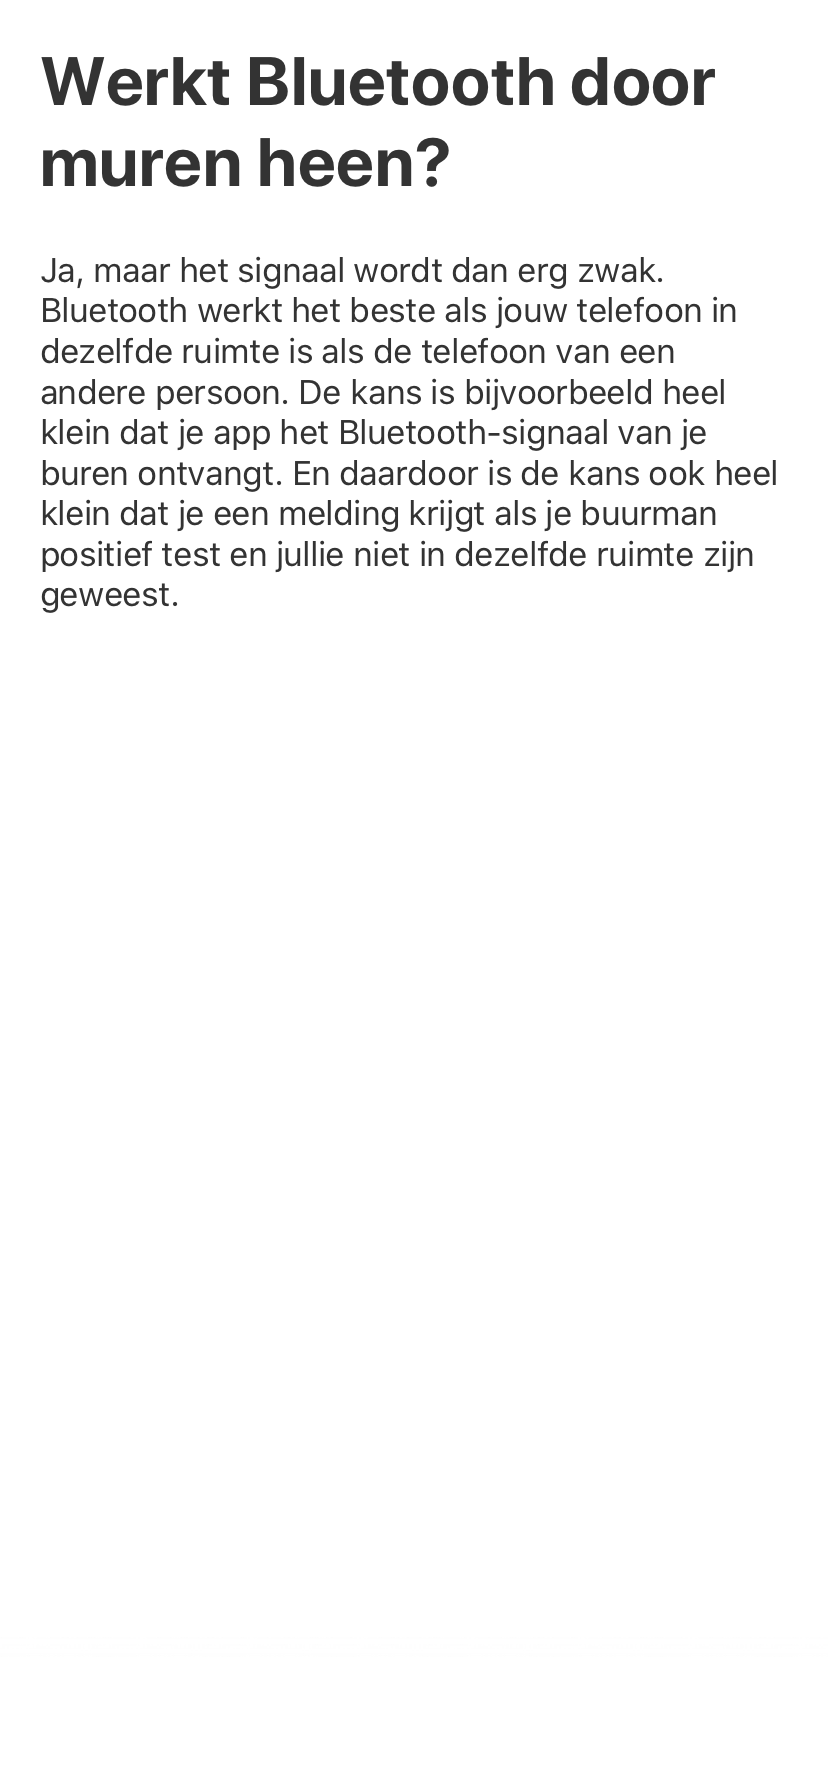 Werkt Bluetooth door
muren heen?
Ja, maar het signaal wordt dan erg zwak.
Bluetooth werkt het beste als jouw telefoon in
dezelfde ruimte is als de telefoon van een
andere persoon. De kans is bijvoorbeeld heel
klein dat je app het Bluetooth-signaal van je
buren ontvangt. En daardoor is de kans ook heel
klein dat je een melding krijgt als je buurman
positief test en jullie niet in dezelfde ruimte zijn
geweest.